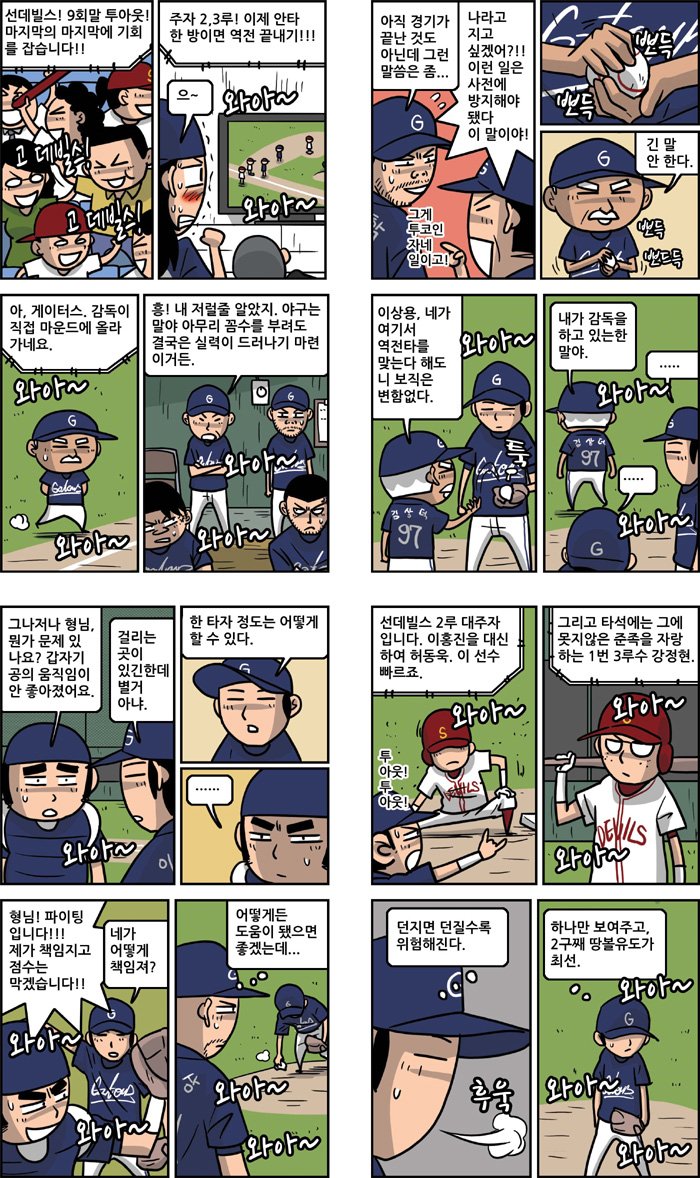 선데빌스! 9회말 투아웃!
마지막의 마지막에 기회
를 잡습니다!!
고 데빌스!
고 데빌스!
주자 2,3루! 이제 안타
한 방이면 역전 끝내기!!!
으~
와아~
와아~
아, 게이터스. 감독이
직접 마운드에 올라
가네요.
와아~
G
Gators
와아~
흥! 내 저럴줄 알았지. 야구는
말야 아무리 꼼수를 부려도
결국은 실력이 드러나기 마련
이거든.
G
G
와아~
와아~
아직 경기가
끝난 것도
아닌데 그런
말씀은 좀...
나라고
지고
싶겠어?!!
이런 일은
사전에
방지해야
됐다
이 말이야!
G
그게
투코인
자네
일이고!
뽀득
뽀득
긴 말
안 한다.
G
뽀득
뽀드득
이상용, 네가
여기서
역전타를
맞는다 해도
니 보직은
변함없다.
와아~
G
툭
Gators
김상덕
97
내가 감독을
하고 있는한
말야.
와아~
.....
김상덕
97
.....
G
와아~
그나저나 형님,
뭔가 문제 있
나요? 갑자기
공의 움직임이
안 좋아졌어요.
걸리는
곳이
있긴한데
별거
아냐.
와아~
이
한 타자 정도는 어떻게
할 수 있다.
G
......
선데빌스 2루 대주자
입니다. 이홍진을 대신
하여 허동욱. 이 선수
빠르죠.
와아~
S
투
아웃!
투
아웃!
DEVILS
그리고 타석에는 그에
못지않은 준족을 자랑
하는 1번 3루수 강정현.
와아~
S
DEVILS
와아~
형님! 파이팅
입니다!!!
제가 책임지고
점수는
막겠습니다!!
네가
어떻게
책임져?
와아~
G
Gators
와아~
어떻게든
도움이 됐으면
좋겠는데...
G
와아~
상
와아~
던지면 던질수록
위험해진다.
G
후욱
하나만 보여주고,
2구째 땅볼유도가
최선.
와아~
G
와아~
와아~